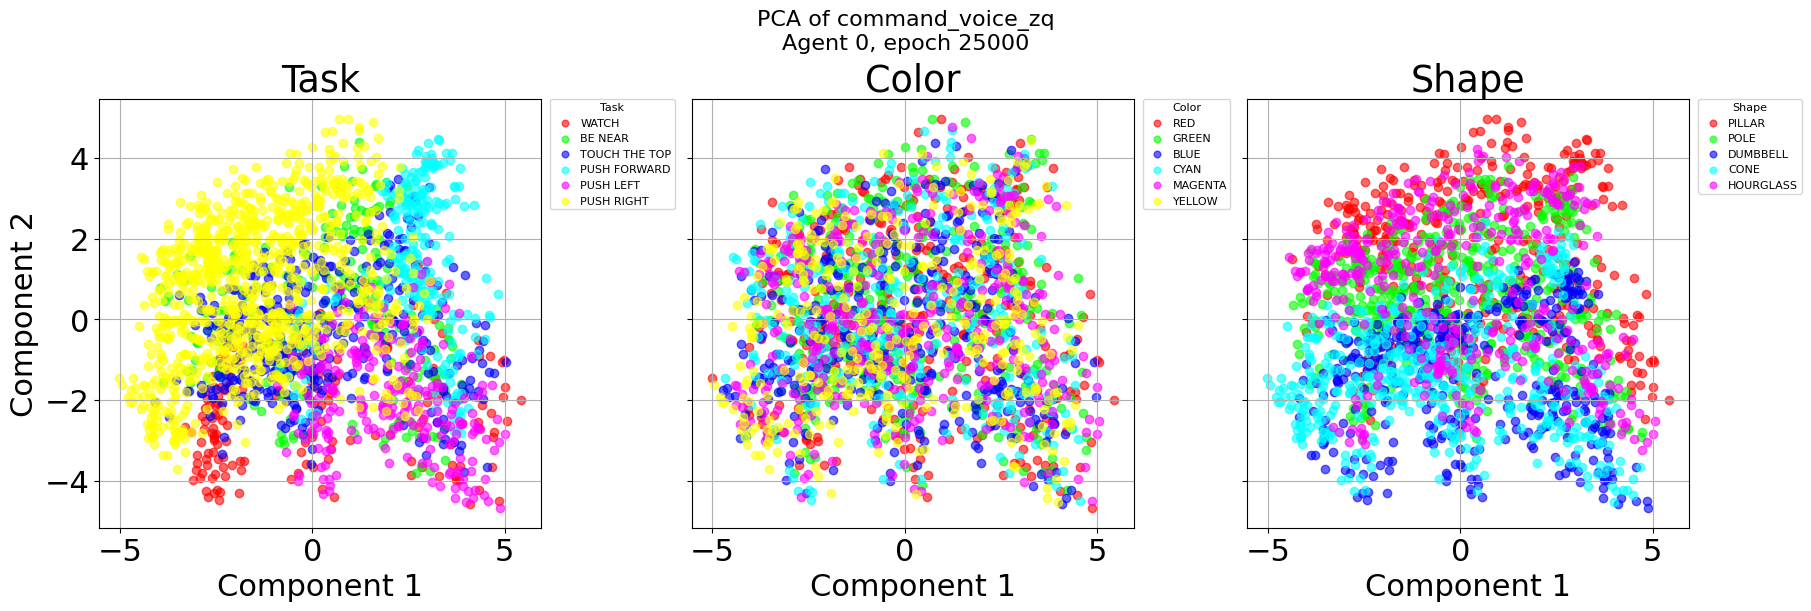 PCA of command_voice_zq
Agent 0, epoch 25000
Task
Color
Shape
Task
WATCH
BE NEAR
TOUCH THE TOP
PUSH FORWARD
PUSH LEFT
PUSH RIGHT
Color
RED
GREEN
BLUE
CYAN
MAGENTA
YELLOW
Shape
PILLAR
POLE
DUMBBELL
CONE
HOURGLASS
Component 2
4
2
0
−2
−4
−5 0 5
−5 0 5
−5 0 5
Component 1
Component 1
Component 1